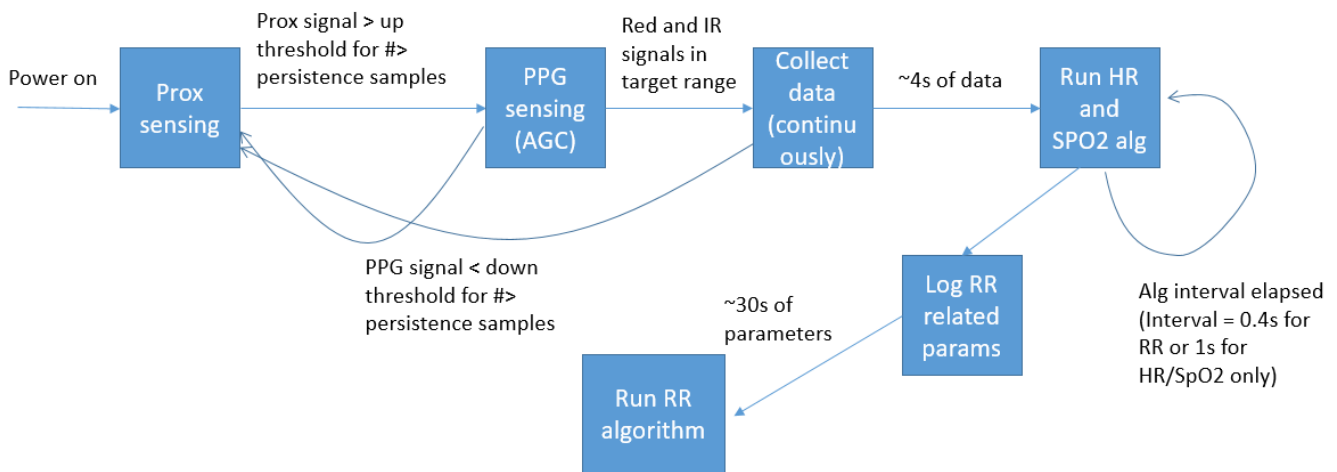 Power on
Prox
sensing
Prox signal > up
threshold for #>
persistence samples
PPG
sensing
(AGC)
Red and IR
signals in
target range
Collect
data
(continu
ously)
~4s of data
Run HR
and
SPO2 alg
PPG signal < down
threshold for #>
persistence samples
Log RR
related
params
Alg interval elapsed
(Interval = 0.4s for
RR or 1s for
HR/SpO2 only)
~30s of
parameters
Run RR
algorithm